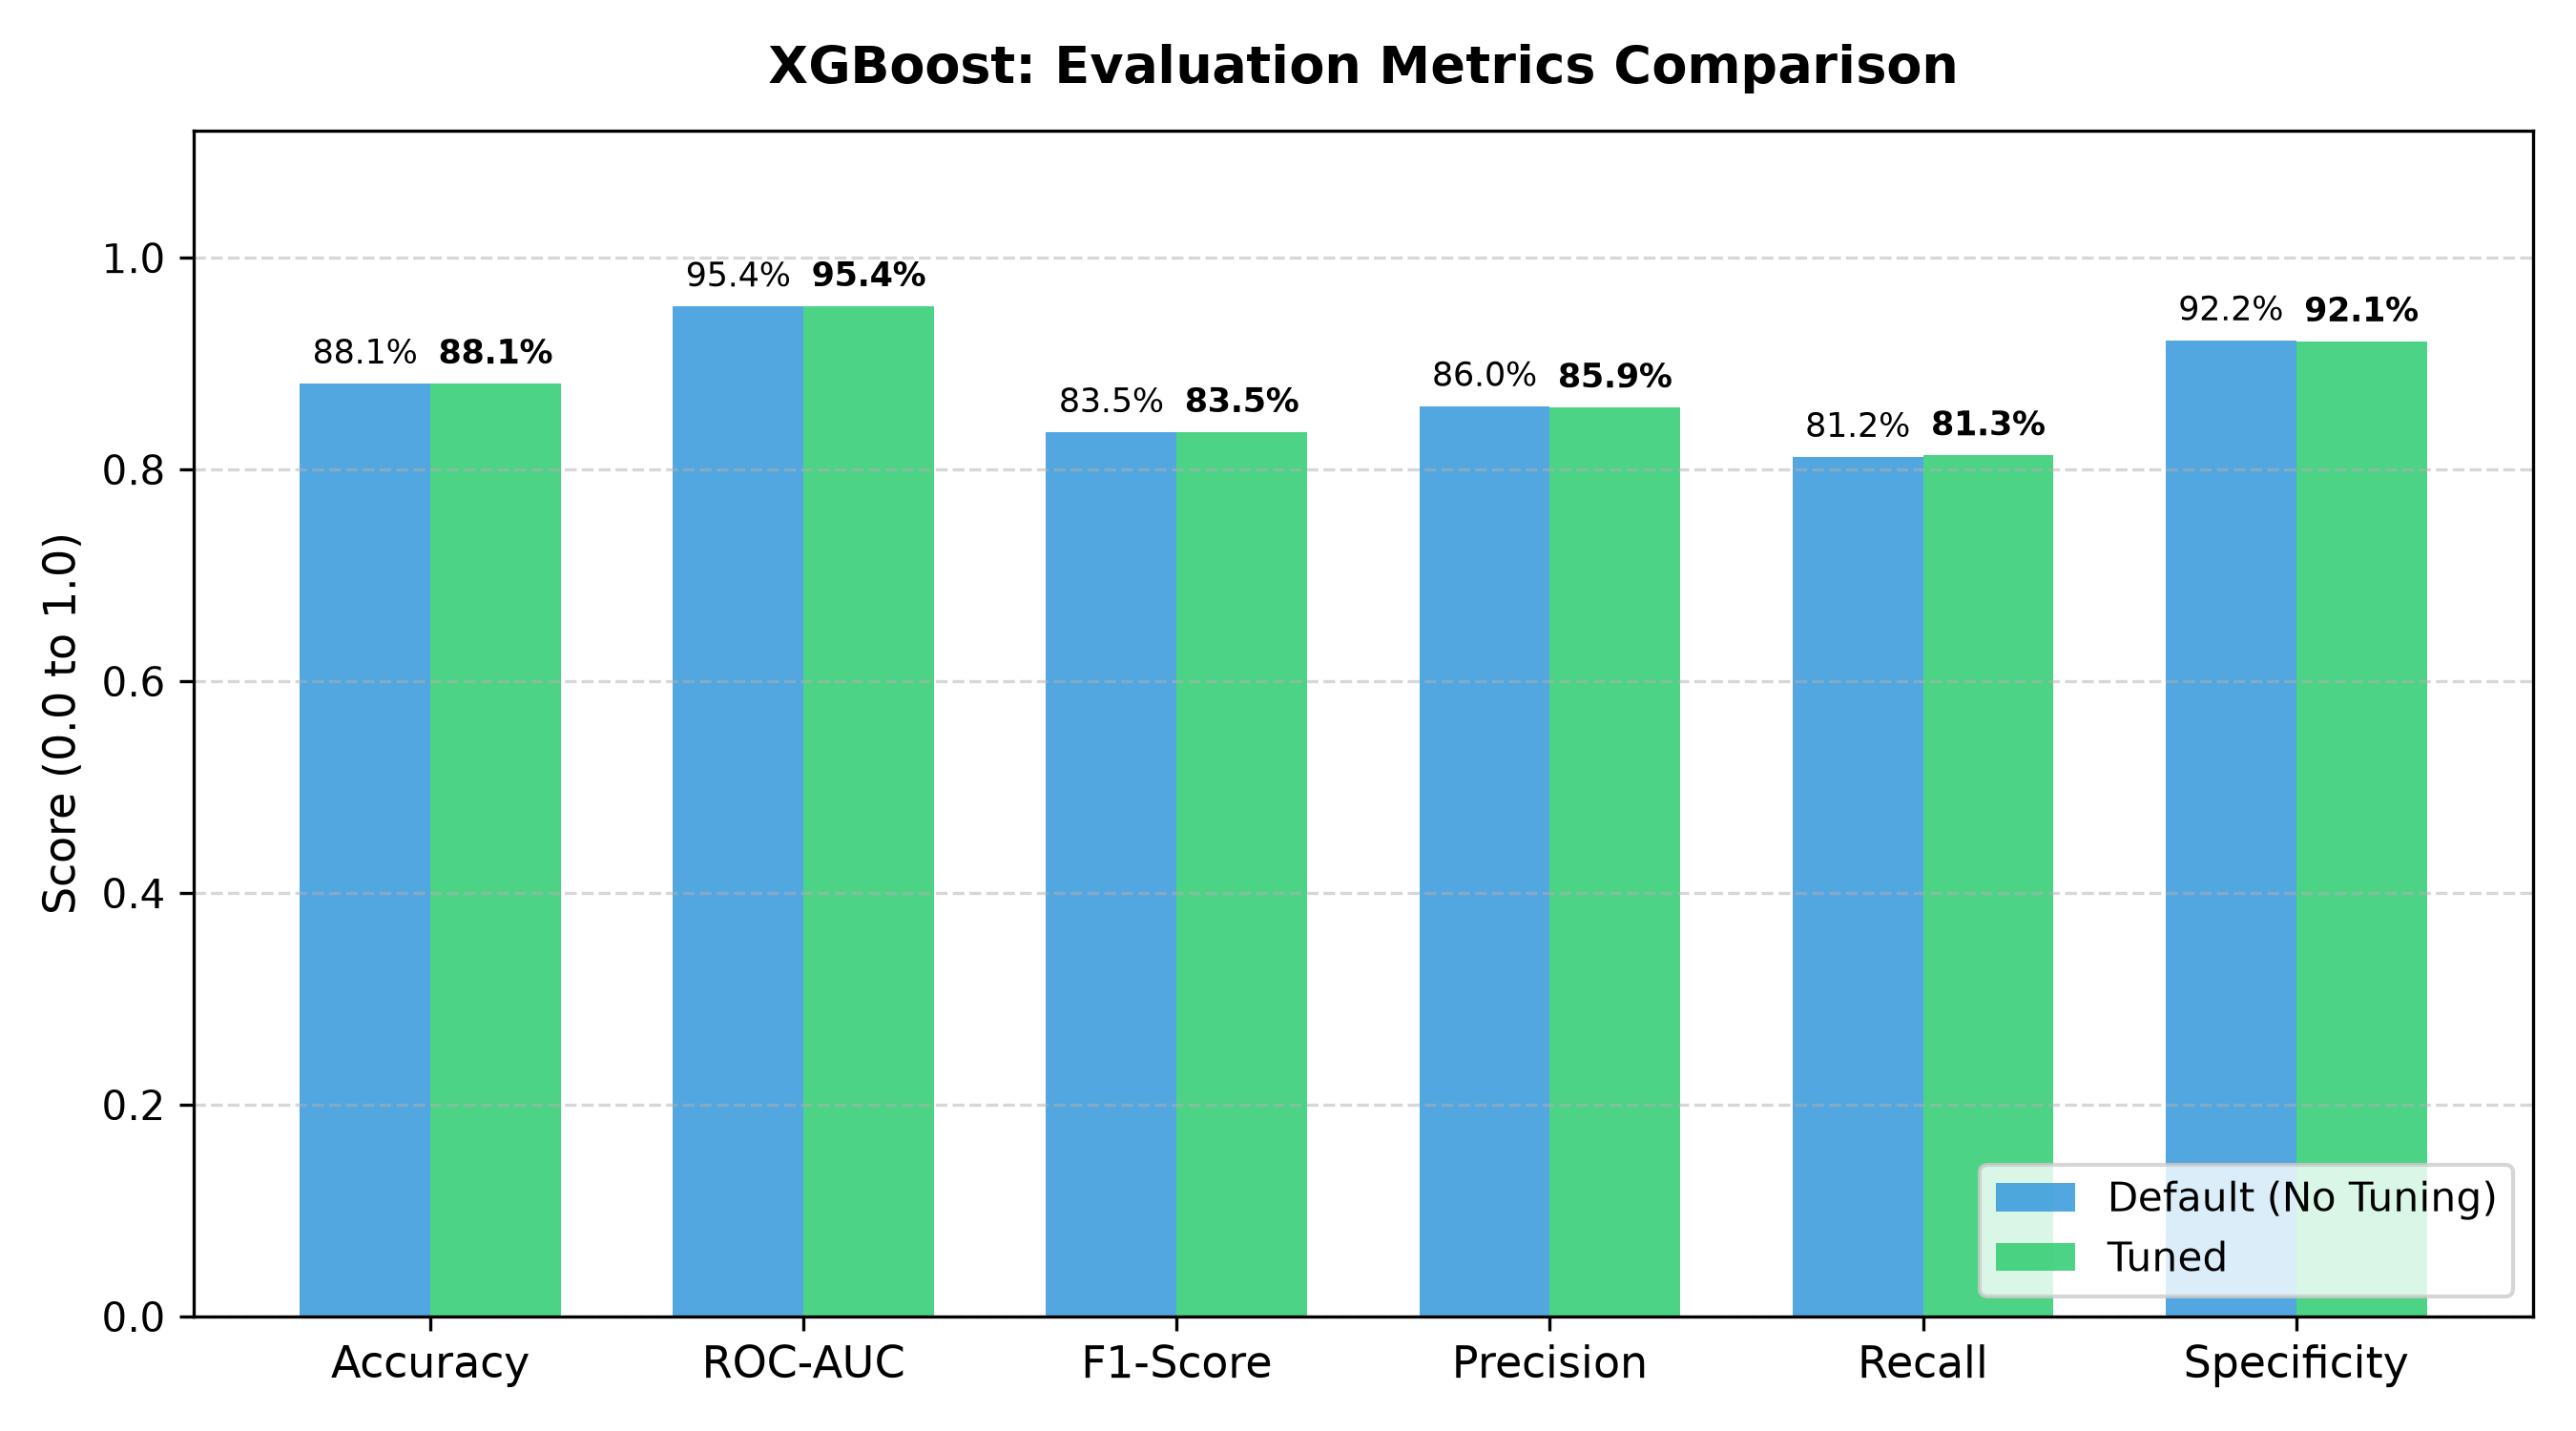 XGBoost: Evaluation Metrics Comparison
Score (0.0 to 1.0)
1.0
0.8
0.6
0.4
0.2
0.0
88.1% 88.1%
95.4% 95.4%
83.5% 83.5%
86.0% 85.9%
81.2% 81.3%
92.2% 92.1%
Accuracy
ROC-AUC
F1-Score
Precision
Recall
Specificity
Default (No Tuning)
Tuned